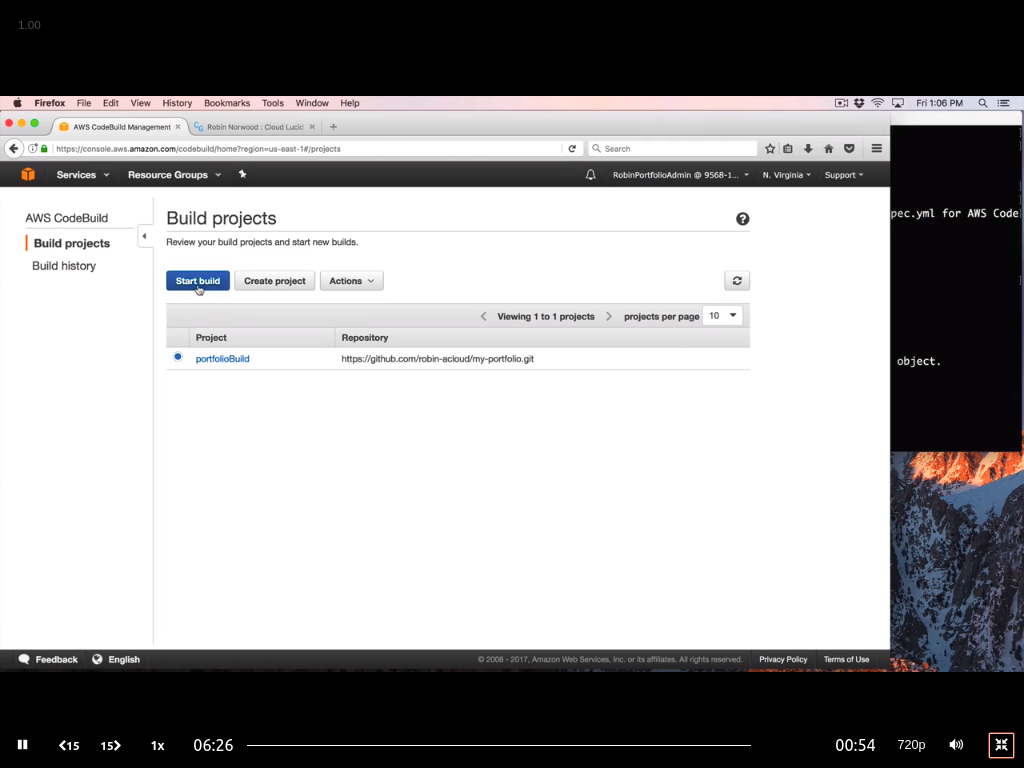 1.00
Firefox File Edit View History Bookmarks Tools Window Help Fri 1:06 PM
AWS CodeBuild Management × Robin Norwood : Cloud Lucid × +
https://console.aws.amazon.com/codebuild/home?region=us-east-1#/projects Search
Services Resource Groups RobinPortfolioAdmin @ 9568-1... N. Virginia Support
AWS CodeBuild
Build projects
Build history
Build projects
Review your build projects and start new builds.
Start build Create project Actions
Viewing 1 to 1 projects projects per page 10
Project Repository
portfolioBuild https://github.com/robin-acloud/my-portfolio.git
pec.yml for AWS Code
object.
Feedback English © 2008 - 2017, Amazon Web Services, Inc. or its affiliates. All rights reserved. Privacy Policy Terms of Use
15 15 1x 06:26 00:54 720p